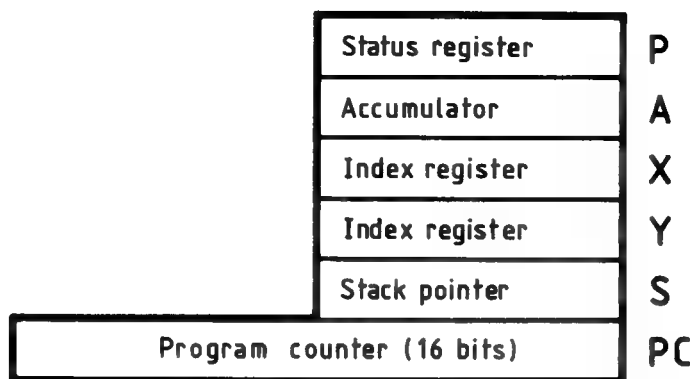 Status register P
Accumulator A
Index register X
Index register Y
Stack pointer S
Program counter (16 bits) PC